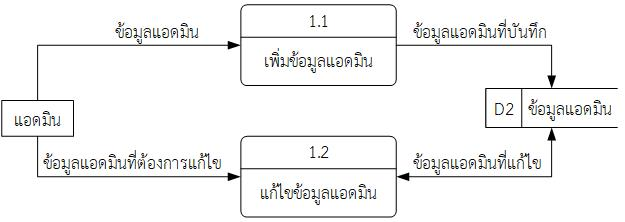 ข้อมูลแอดมิน
1.1
เพิ่มข้อมูลแอดมิน
ข้อมูลแอดมินที่บันทึก
แอดมิน
D2 ข้อมูลแอดมิน
ข้อมูลแอดมินที่ต้องการแก้ไข
1.2
แก้ไขข้อมูลแอดมิน
ข้อมูลแอดมินที่แก้ไข